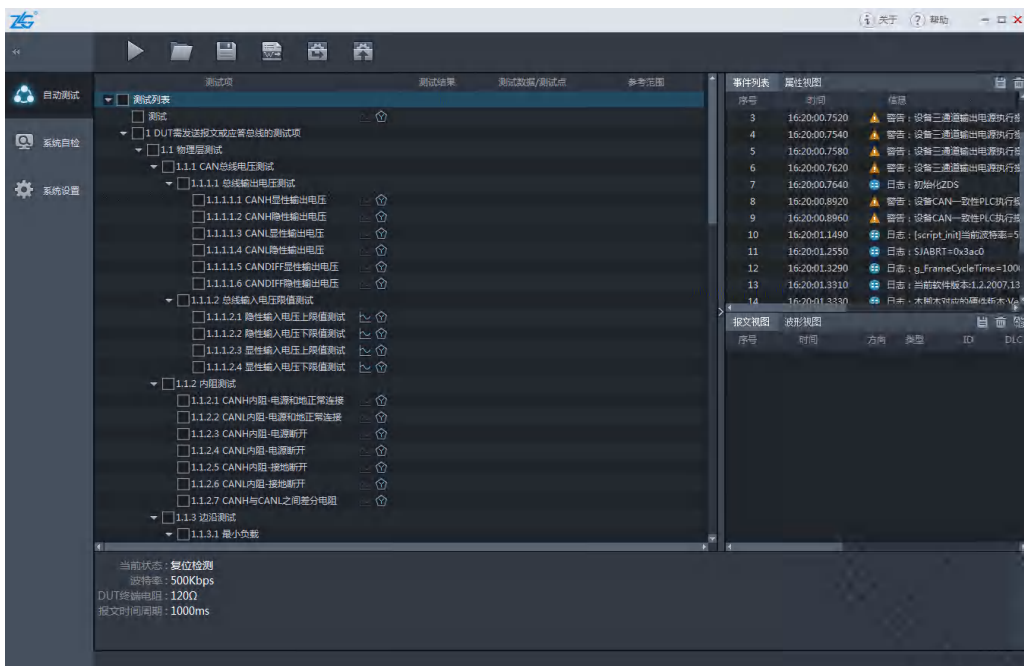 ZLG
关于 帮助
自动测试
系统自检
系统设置
测试项 测试结果 测试数据/测试点 参考范围
测试列表
测试
1 DUT需发送报文或应答总线的测试项
1.1 物理层测试
1.1.1 CAN总线电压测试
1.1.1.1 总线输出电压测试
1.1.1.1.1 CANH显性输出电压
1.1.1.1.2 CANH隐性输出电压
1.1.1.1.3 CANL显性输出电压
1.1.1.1.4 CANL隐性输出电压
1.1.1.1.5 CANDIFF显性输出电压
1.1.1.1.6 CANDIFF隐性输出电压
1.1.1.2 总线输入电压限值测试
1.1.1.2.1 隐性输入电压上限值测试
1.1.1.2.2 隐性输入电压下限值测试
1.1.1.2.3 显性输入电压上限值测试
1.1.1.2.4 显性输入电压下限值测试
1.1.2 内阻测试
1.1.2.1 CANH内阻-电源和地正常连接
1.1.2.2 CANL内阻-电源和地正常连接
1.1.2.3 CANH内阻-电源断开
1.1.2.4 CANL内阻-电源断开
1.1.2.5 CANH内阻-接地断开
1.1.2.6 CANL内阻-接地断开
1.1.2.7 CANH与CANL之间差分电阻
1.1.3 边沿测试
1.1.3.1 最小负载
事件列表 属性视图
序号 时间 信息
3 16:20:00.7520 警告：设备三通道输出电源执行
4 16:20:00.7540 警告：设备三通道输出电源执行
5 16:20:00.7580 警告：设备三通道输出电源执行
6 16:20:00.7620 警告：设备三通道输出电源执行
7 16:20:00.7640 日志：初始化ZDS
8 16:20:00.8920 警告：设备CAN一致性PLC执行
9 16:20:00.8960 警告：设备CAN一致性PLC执行
10 16:20:01.1490 日志：[script_init]当前波特率=5
11 16:20:01.2550 日志：SJABRT=0x3ac0
12 16:20:01.3290 日志：g_FrameCycleTime=100
13 16:20:01.3310 日志：当前软件版本:1.2.2007.13
14 16:20:01.3330 日志：本脚本对应的硬件版本:Ve
报文视图 波形视图
序号 时间 方向 类型 ID DLC
当前状态：复位检测
波特率：500Kbps
DUT终端电阻：120Ω
报文时间周期：1000ms